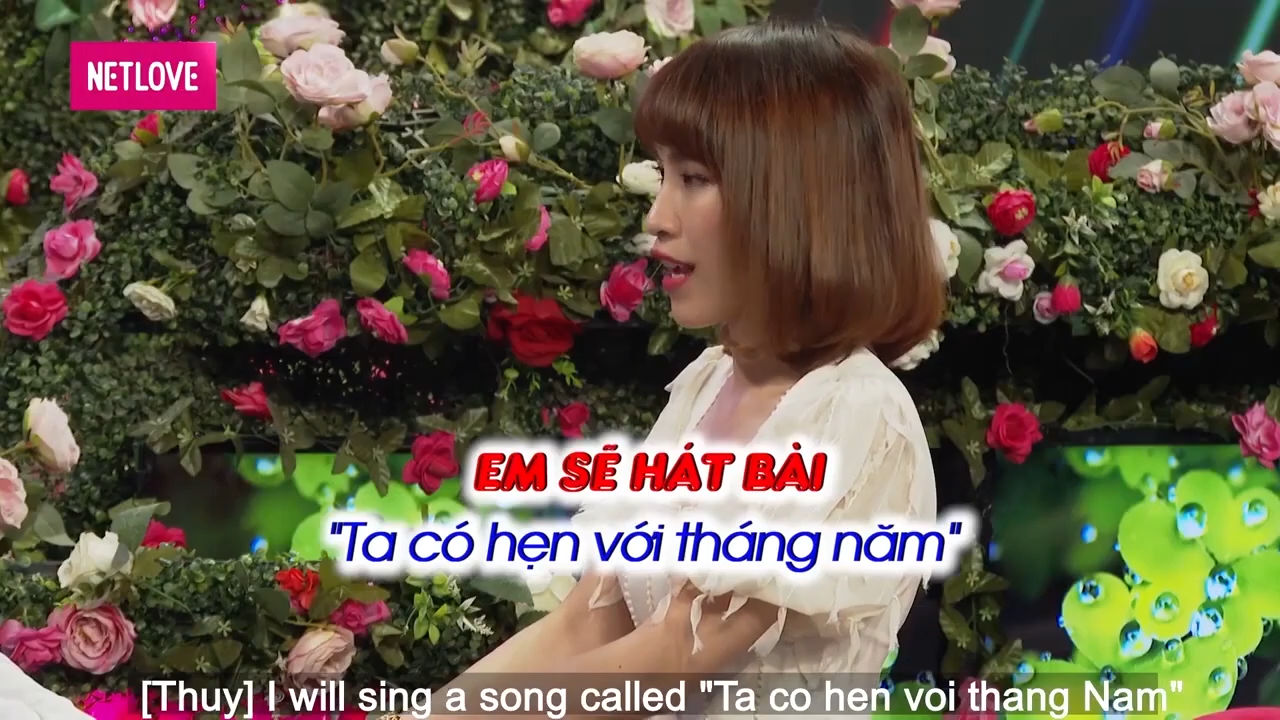 NETLOVE
EM SẼ HÁT BÀI
"Ta có hẹn với tháng năm"
[Thuy] I will sing a song called "Ta co hen voi thang Nam"